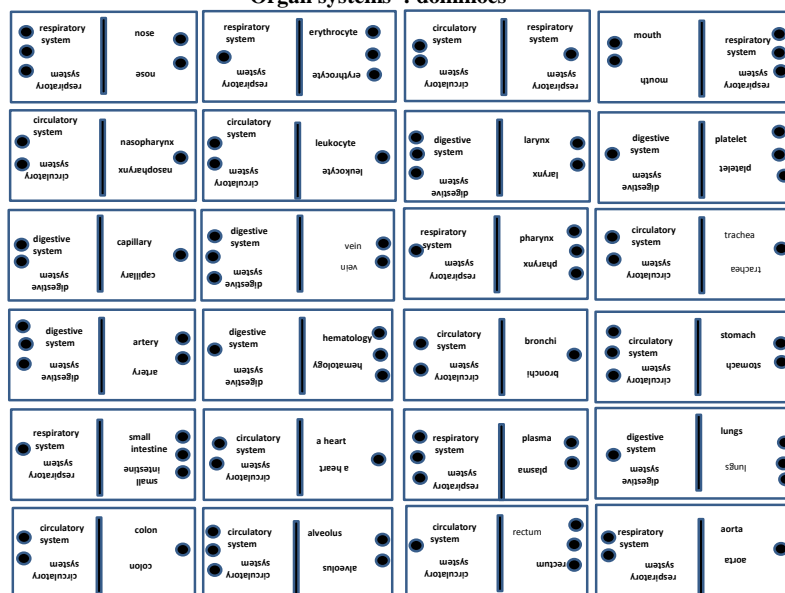 Organ systems . dominoes
respiratory system
respiratory system
nose
nose
respiratory system
respiratory system
erythrocyte
erythrocyte
circulatory system
circulatory system
respiratory system
respiratory system
mouth
mouth
respiratory system
respiratory system
circulatory system
circulatory system
nasopharynx
nasopharynx
circulatory system
circulatory system
leukocyte
leukocyte
digestive system
digestive system
larynx
larynx
digestive system
digestive system
platelet
platelet
digestive system
digestive system
capillary
capillary
digestive system
digestive system
vein
vein
respiratory system
respiratory system
pharynx
pharynx
circulatory system
circulatory system
trachea
trachea
digestive system
digestive system
artery
artery
digestive system
digestive system
hematology
hematology
circulatory system
circulatory system
bronchi
bronchi
circulatory system
circulatory system
stomach
stomach
respiratory system
respiratory system
small intestine
small intestine
circulatory system
circulatory system
a heart
a heart
respiratory system
respiratory system
plasma
plasma
digestive system
digestive system
lungs
lungs
circulatory system
circulatory system
colon
colon
circulatory system
circulatory system
alveolus
alveolus
circulatory system
circulatory system
rectum
rectum
respiratory system
respiratory system
aorta
aorta